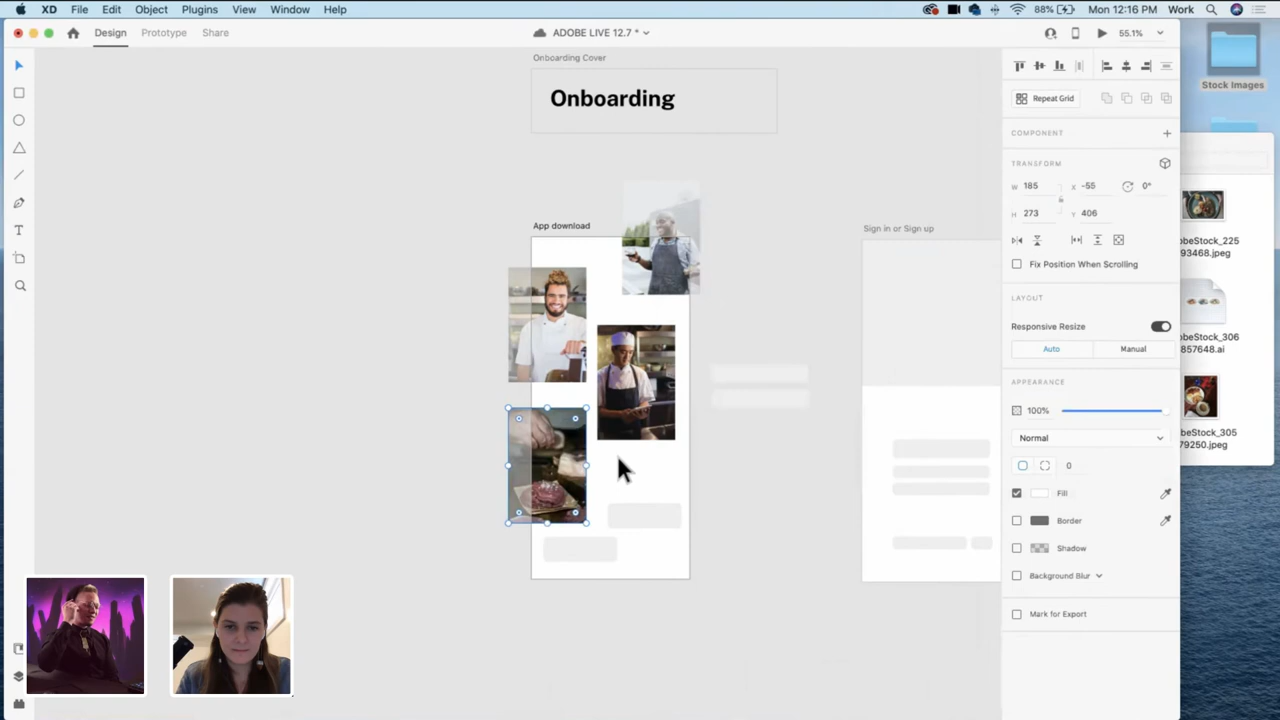 XD File Edit Object Plugins View Window Help 88% Mon 12:16 PM Work
Design Prototype Share ADOBE LIVE 12.7 * 55.1%
Stock Images
Onboarding Cover
Onboarding
Repeat Grid
COMPONENT
TRANSFORM
W 185 X -55 0°
H 273 Y 406
App download
Sign in or Sign up
Fix Position When Scrolling
LAYOUT
Responsive Resize
Auto Manual
APPEARANCE
100%
Normal
0
Fill
Border
Shadow
Background Blur
Mark for Export
obeStock_225
93468.jpeg
obeStock_306
857648.ai
obeStock_305
79250.jpeg